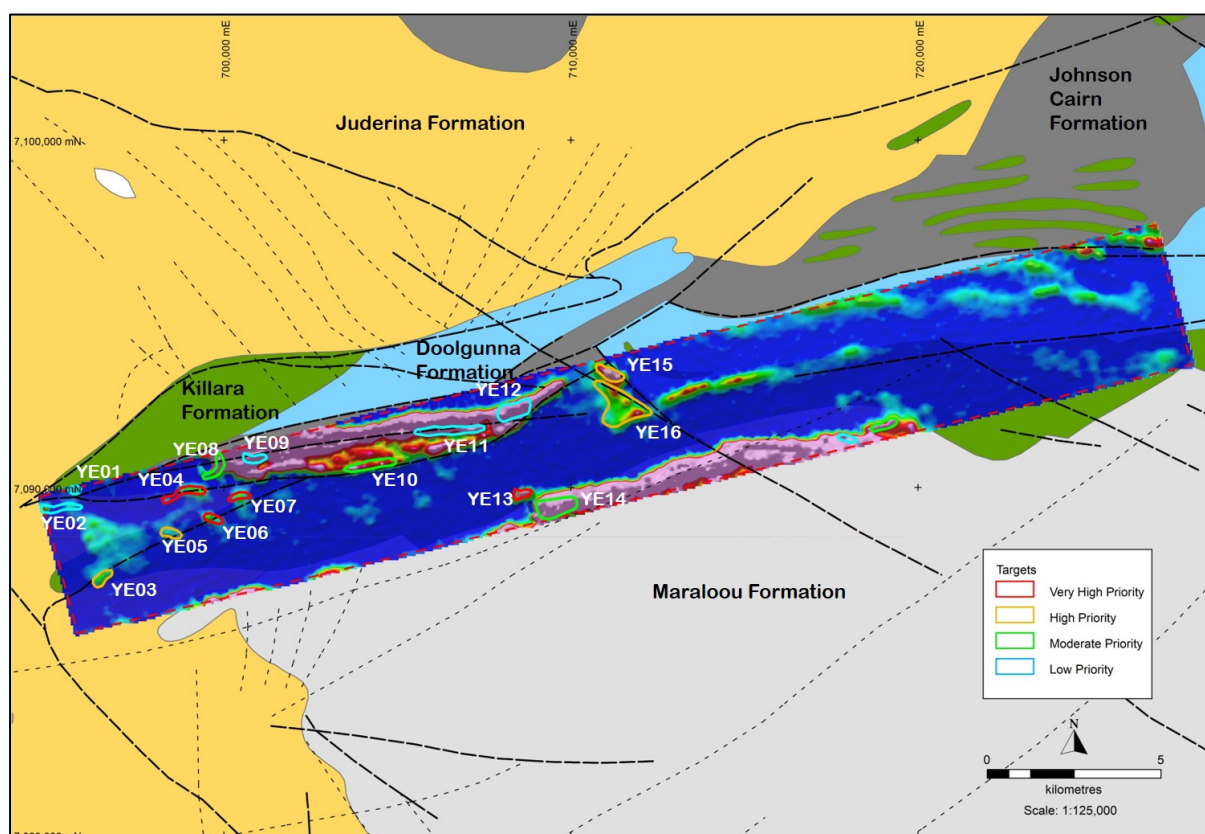 700,000 mE
710,000 mE
720,000 mE
Johnson
Cairn
Formation
Juderina Formation
7,100,000 mN
Doolgunna
Formation
YE15
Killara
Formation
YE12
YE16
YE08
YE09
YE11
YE01
YE04
YE10
7,090,000 mN
YE07
YE13
YE14
YE02
YE06
YE05
YE03
Maraloou Formation
Targets
Very High Priority
High Priority
Moderate Priority
Low Priority
N
0 5
kilometres
Scale: 1:125,000